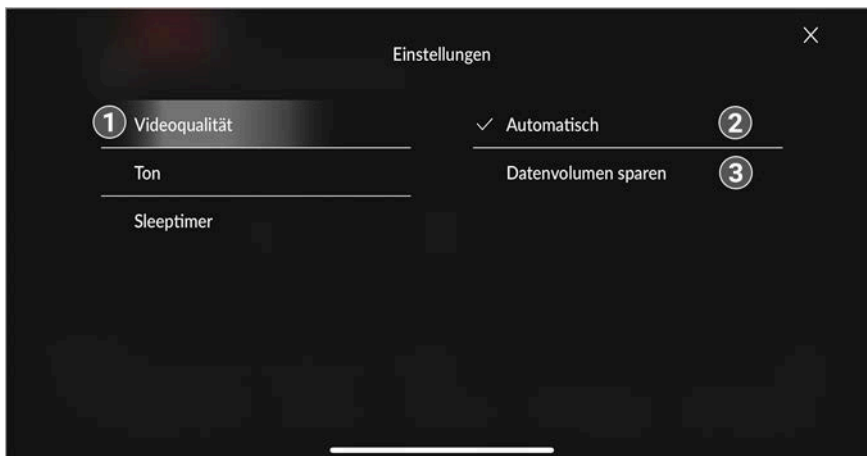 Einstellungen
1 Videoqualität
Ton
Sleeptimer
✓ Automatisch 2
Datenvolumen sparen 3